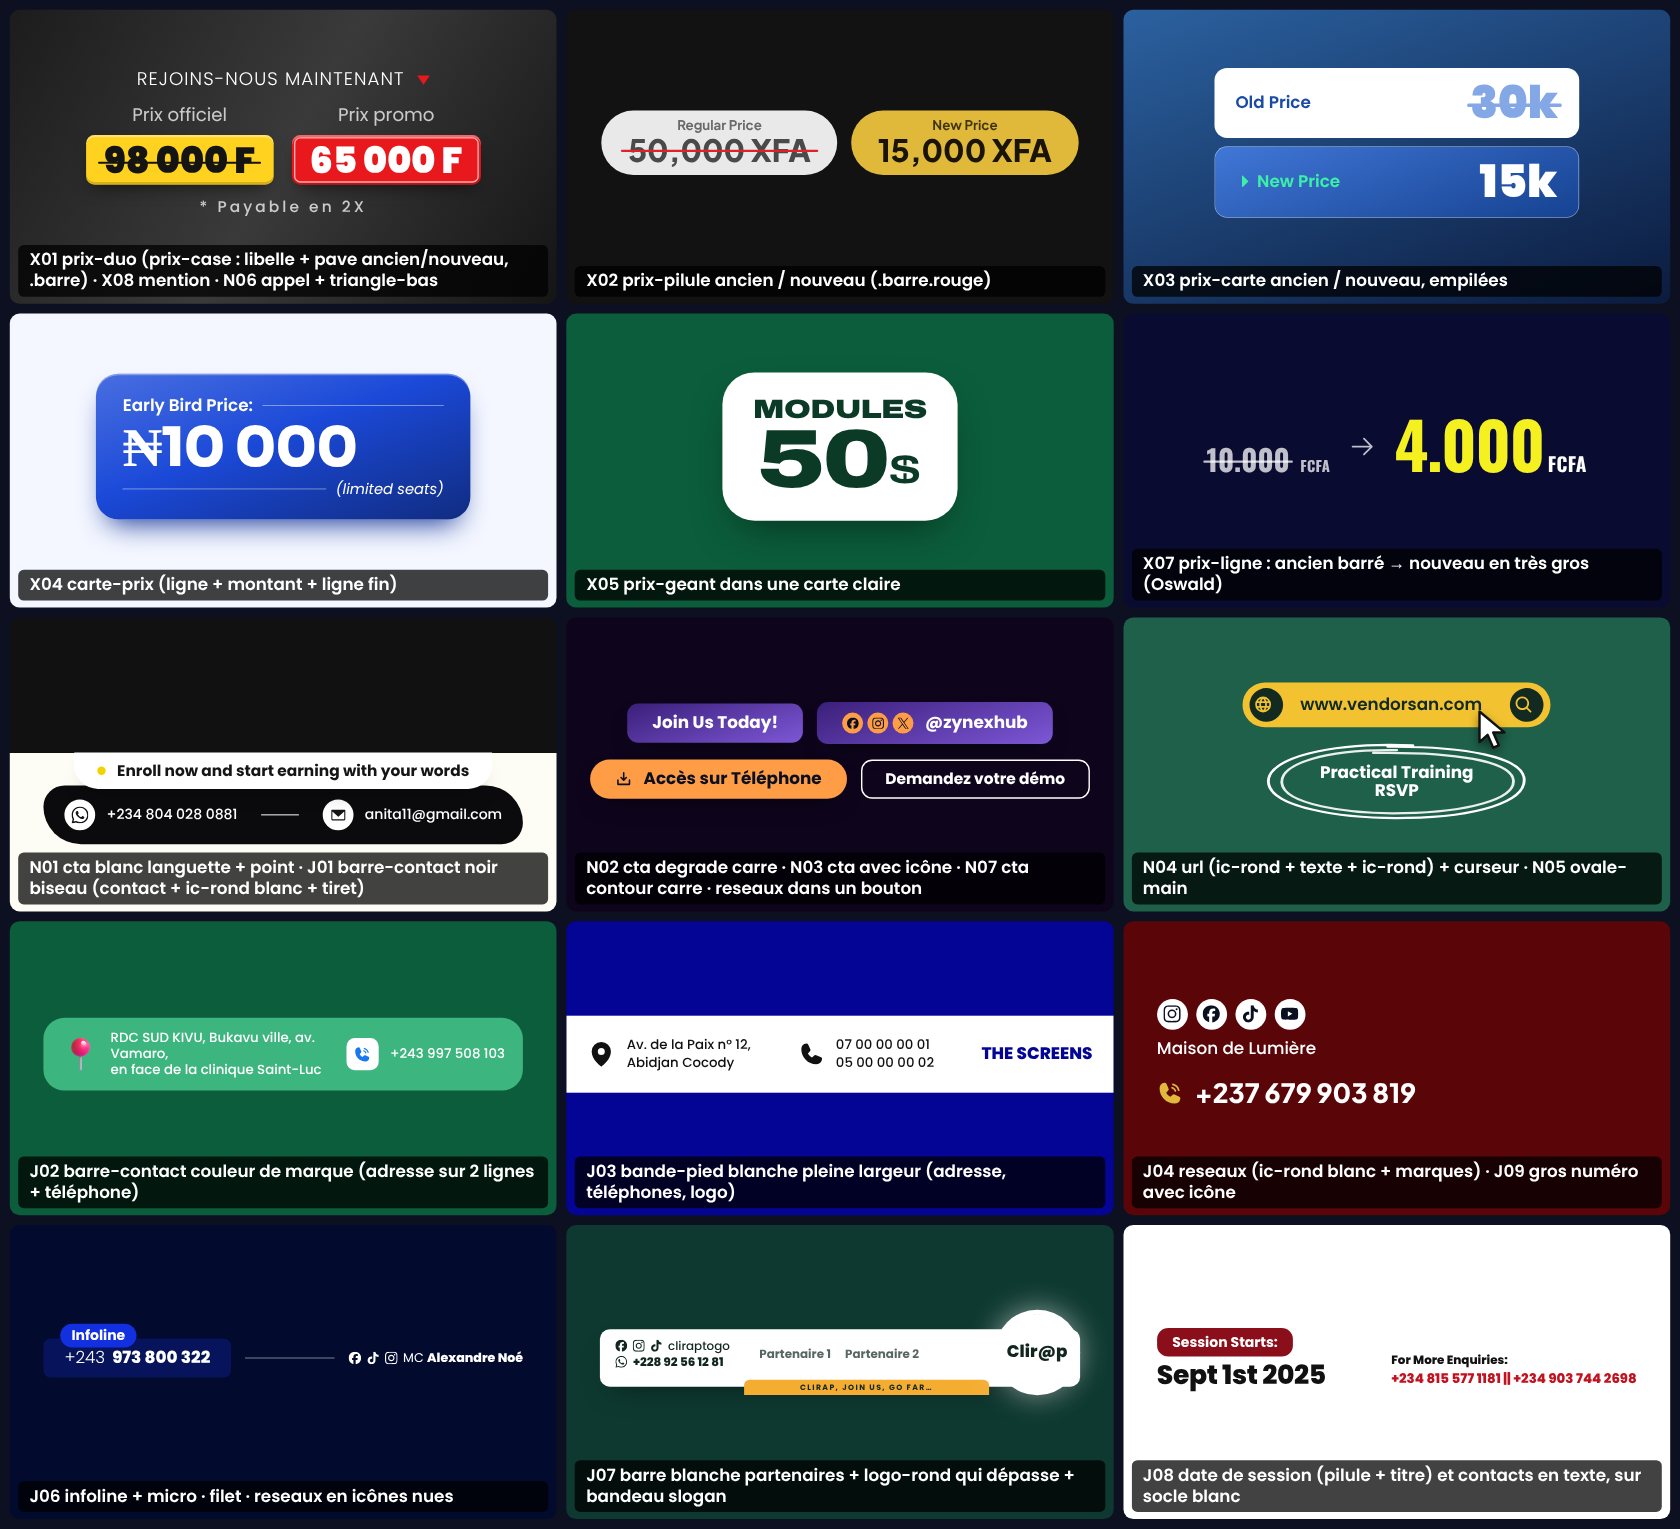 REJOINS-NOUS MAINTENANT
Prix officiel
Prix promo
98 000 F
65 000 F
* Payable en 2X
X01 prix-duo (prix-case : libelle + pave ancien/nouveau,
.barre) · X08 mention · N06 appel + triangle-bas
Regular Price
50,000 XFA
New Price
15,000 XFA
X02 prix-pilule ancien / nouveau (.barre.rouge)
Old Price
30k
New Price
15k
X03 prix-carte ancien / nouveau, empilées
Early Bird Price:
₦10 000
(limited seats)
X04 carte-prix (ligne + montant + ligne fin)
MODULES
50$
X05 prix-geant dans une carte claire
10.000 FCFA → 4.000 FCFA
X07 prix-ligne : ancien barré → nouveau en très gros
(Oswald)
Enroll now and start earning with your words
+234 804 028 0881
anita11@gmail.com
N01 cta blanc languette + point · J01 barre-contact noir
biseau (contact + ic-rond blanc + tiret)
Join Us Today!
@zynexhub
Accès sur Téléphone
Demandez votre démo
N02 cta degrade carre · N03 cta avec icône · N07 cta
contour carre · reseaux dans un bouton
www.vendorsan.com
Practical Training
RSVP
N04 url (ic-rond + texte + ic-rond) + curseur · N05 ovale-
main
RDC SUD KIVU, Bukavu ville, av.
Vamaro,
en face de la clinique Saint-Luc
+243 997 508 103
J02 barre-contact couleur de marque (adresse sur 2 lignes
+ téléphone)
Av. de la Paix nº 12,
Abidjan Cocody
07 00 00 00 01
05 00 00 00 02
THE SCREENS
J03 bande-pied blanche pleine largeur (adresse,
téléphones, logo)
Maison de Lumière
+237 679 903 819
J04 reseaux (ic-rond blanc + marques) · J09 gros numéro
avec icône
Infoline
+243 973 800 322
MC Alexandre Noé
J06 infoline + micro · filet · reseaux en icônes nues
cliraptogo
+228 92 56 12 81
Partenaire 1
Partenaire 2
Clir@p
CLIRAP, JOIN US, GO FAR…
J07 barre blanche partenaires + logo-rond qui dépasse +
bandeau slogan
Session Starts:
Sept 1st 2025
For More Enquiries:
+234 815 577 1181 || +234 903 744 2698
J08 date de session (pilule + titre) et contacts en texte, sur
socle blanc